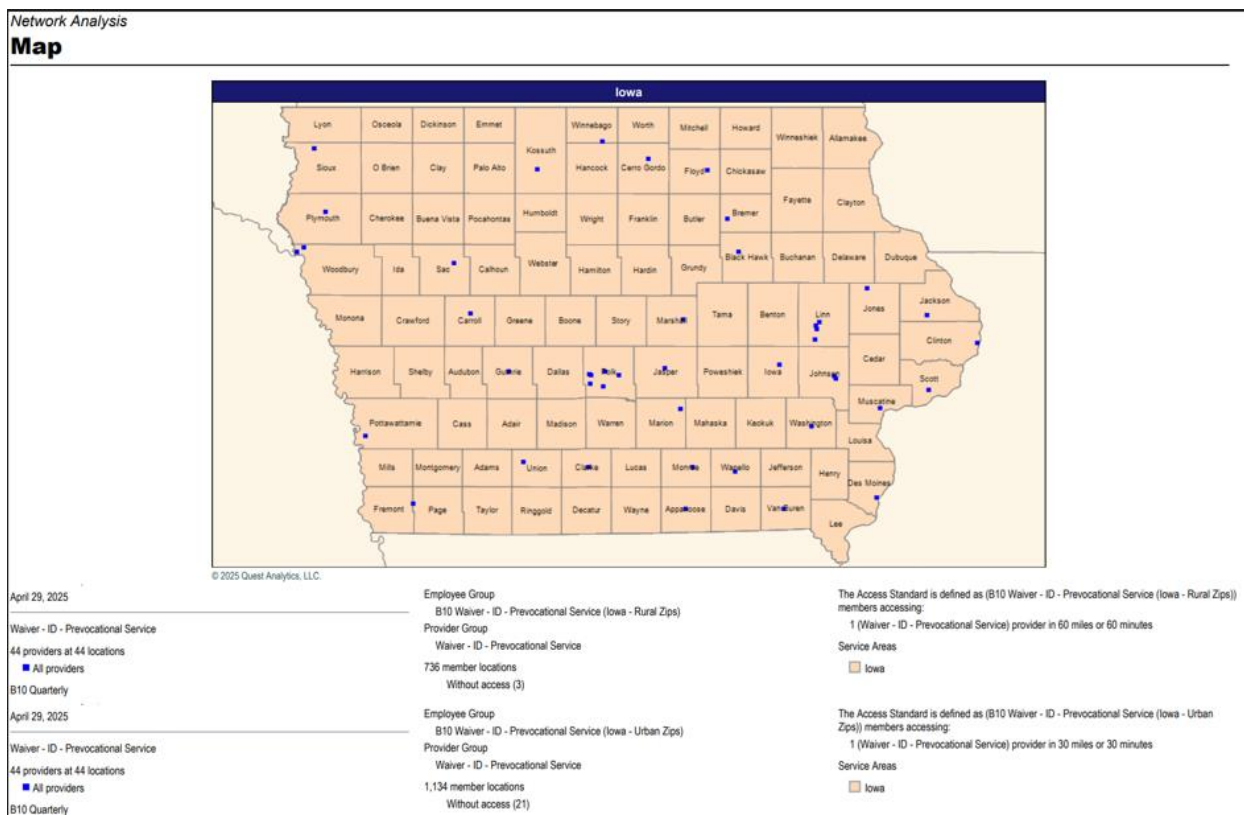 Network Analysis
Map
Iowa
Lyon Osceola Dickinson Emmet Kossuth Winnebago Worth Mitchell Howard Winneshiek Allamakee
Sioux O Brien Clay Palo Alto Hancock Cerro Gordo Floyd Chickasaw
Plymouth Cherokee Buena Vista Pocahontas Humboldt Wright Franklin Butler Bremer Fayette Clayton
Woodbury Ida Sac Calhoun Webster Hamilton Hardin Grundy Black Hawk Buchanan Delaware Dubuque
Monona Crawford Carroll Greene Boone Story Marshall Tama Benton Linn Jones Jackson
Clinton
Harrison Shelby Audubon Guthrie Dallas Polk Jasper Poweshiek Iowa Johnson Cedar Scott
Muscatine
Pottawattamie Cass Adair Madison Warren Marion Mahaska Keokuk Washington Louisa
Mills Montgomery Adams Union Clarke Lucas Monroe Wapello Jefferson Henry Des Moines
Fremont Page Taylor Ringgold Decatur Wayne Appanoose Davis Van Buren Lee
© 2025 Quest Analytics, LLC.
April 29, 2025
Waiver - ID - Prevocational Service
44 providers at 44 locations
All providers
B10 Quarterly
Employee Group
B10 Waiver - ID - Prevocational Service (Iowa - Rural Zips)
Provider Group
Waiver - ID - Prevocational Service
736 member locations
Without access (3)
The Access Standard is defined as (B10 Waiver - ID - Prevocational Service (Iowa - Rural Zips))
members accessing:
1 (Waiver - ID - Prevocational Service) provider in 60 miles or 60 minutes
Service Areas
Iowa
April 29, 2025
Waiver - ID - Prevocational Service
44 providers at 44 locations
All providers
B10 Quarterly
Employee Group
B10 Waiver - ID - Prevocational Service (Iowa - Urban Zips)
Provider Group
Waiver - ID - Prevocational Service
1,134 member locations
Without access (21)
The Access Standard is defined as (B10 Waiver - ID - Prevocational Service (Iowa - Urban
Zips)) members accessing:
1 (Waiver - ID - Prevocational Service) provider in 30 miles or 30 minutes
Service Areas
Iowa